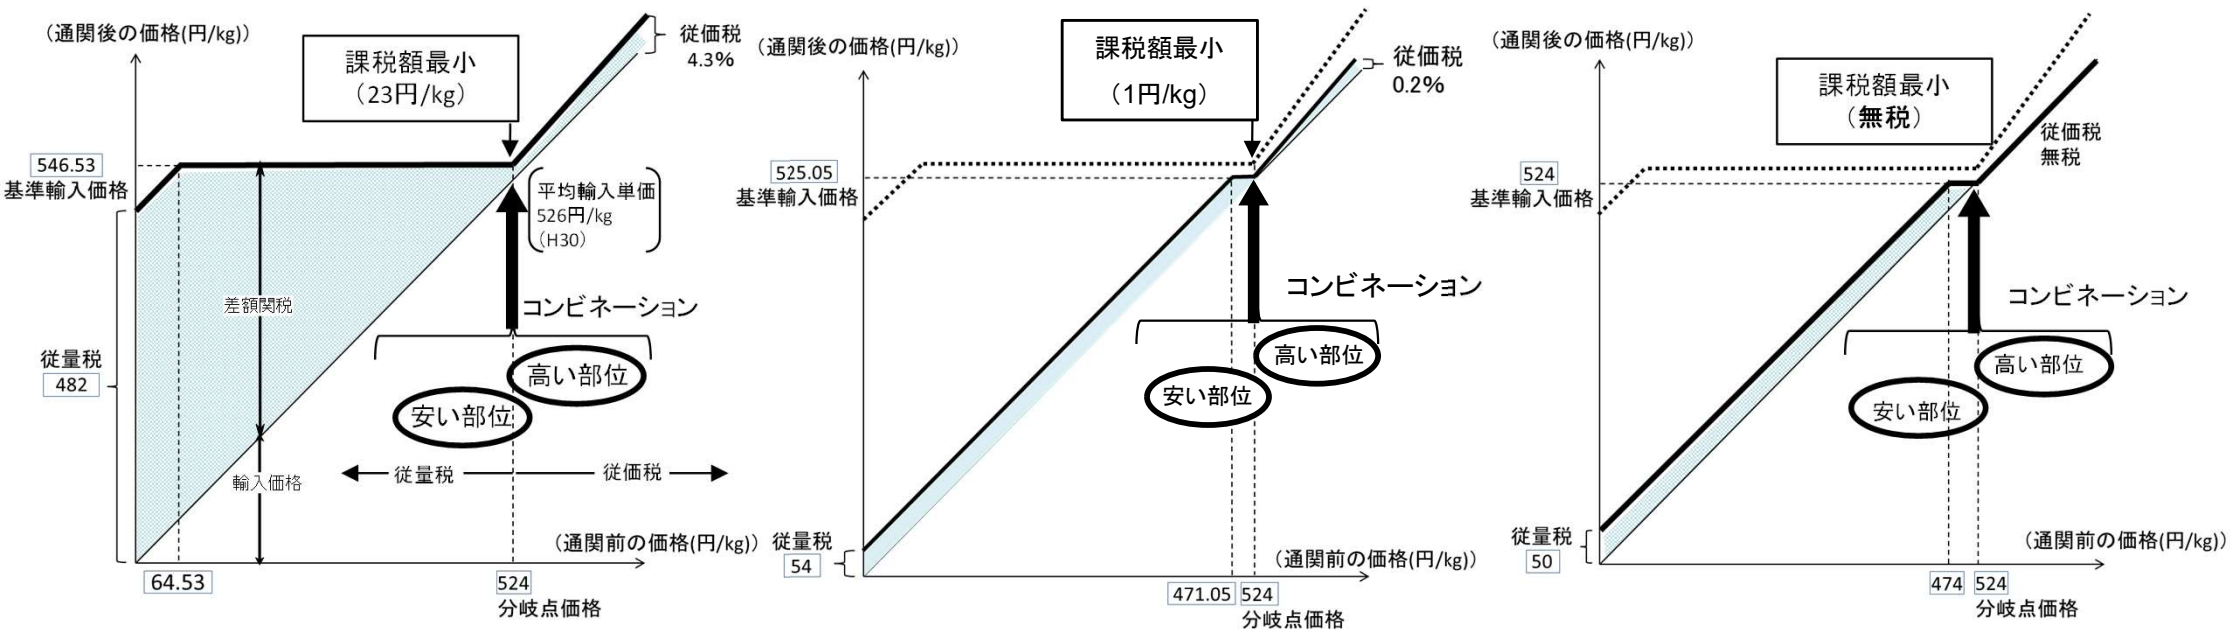 （通関後の価格(円/kg)）
課税額最小
（23円/kg）
従価税
4.3%
546.53
基準輸入価格
平均輸入単価
526円/kg
（H30）
差額関税
コンビネーション
従量税
482
高い部位
安い部位
輸入価格
従量税
従価税
（通関前の価格(円/kg)）
64.53
524
分岐点価格
（通関後の価格(円/kg)）
課税額最小
（1円/kg）
従価税
0.2%
525.05
基準輸入価格
コンビネーション
高い部位
安い部位
従量税
54
（通関前の価格(円/kg)）
471.05
524
分岐点価格
（通関後の価格(円/kg)）
課税額最小
（無税）
従価税
無税
524
基準輸入価格
コンビネーション
高い部位
安い部位
従量税
50
（通関前の価格(円/kg)）
474
524
分岐点価格